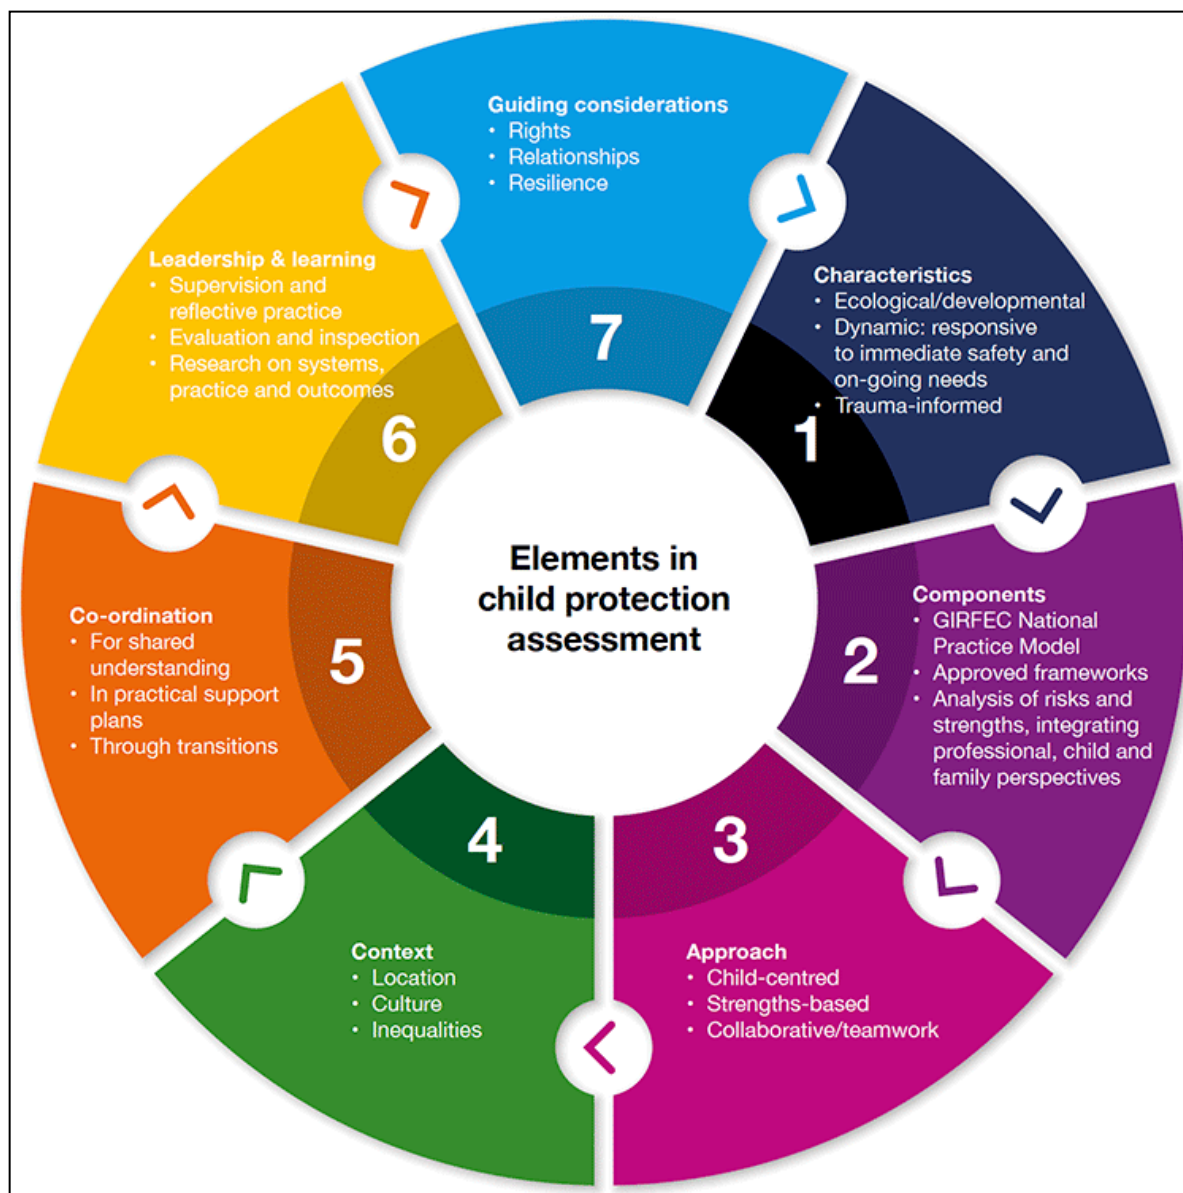 Elements in
child protection
assessment
1
Characteristics
• Ecological/developmental
• Dynamic: responsive
to immediate safety and
on-going needs
• Trauma-informed
2
Components
• GIRFEC National
Practice Model
• Approved frameworks
• Analysis of risks and
strengths, integrating
professional, child and
family perspectives
3
Approach
• Child-centred
• Strengths-based
• Collaborative/teamwork
4
Context
• Location
• Culture
• Inequalities
5
Co-ordination
• For shared
understanding
• In practical support
plans
• Through transitions
6
Leadership & learning
• Supervision and
reflective practice
• Evaluation and inspection
• Research on systems,
practice and outcomes
7
Guiding considerations
• Rights
• Relationships
• Resilience